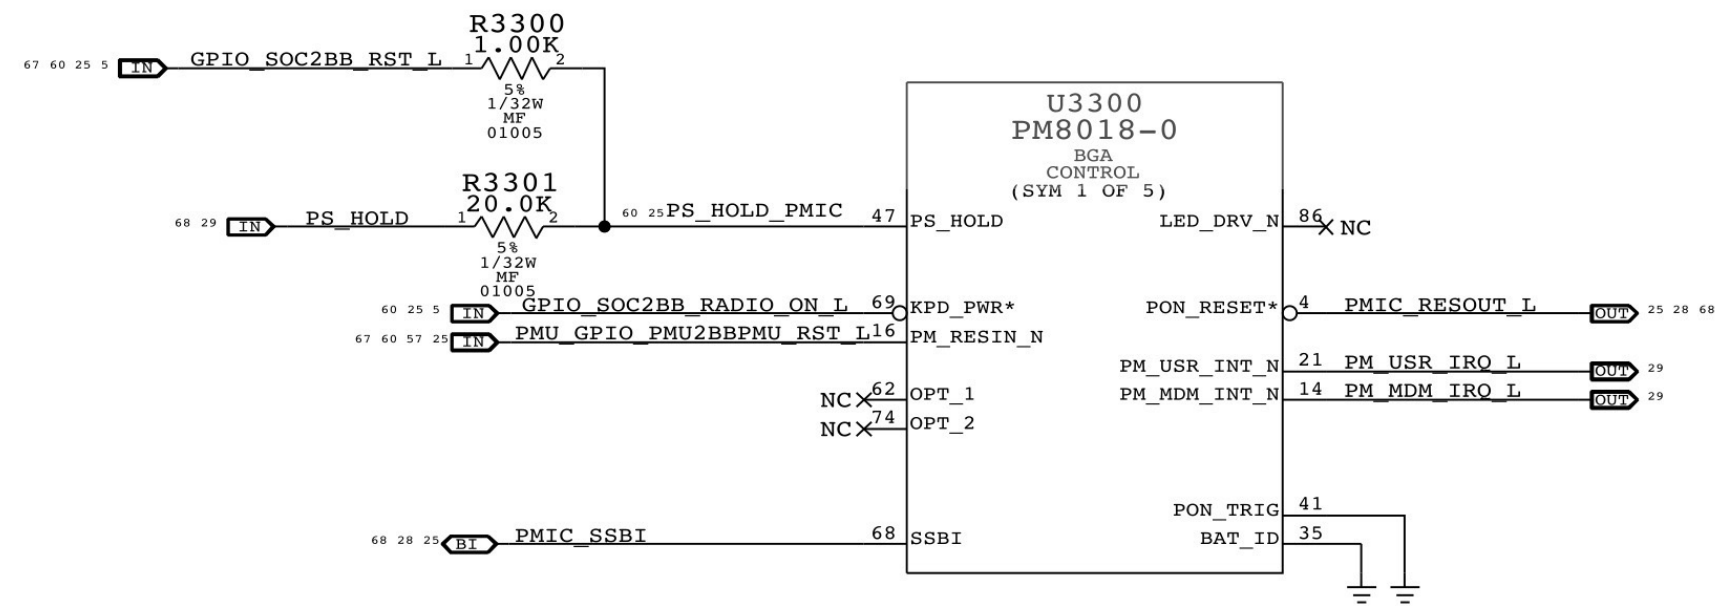 R3300
1.00K
67 60 25 5 IN GPIO_SOC2BB_RST_L 1 2
5%
1/32W
MF
01005
U3300
PM8018-0
BGA
CONTROL
(SYM 1 OF 5)
R3301
20.0K
68 29 IN PS_HOLD 1 2 60 25 PS_HOLD_PMIC 47 PS_HOLD LED_DRV_N 86 NC
5%
1/32W
MF
01005
60 25 5 IN GPIO_SOC2BB_RADIO_ON_L 69 KPD_PWR* PON_RESET* 4 PMIC_RESOUT_L OUT 25 28 68
67 60 57 25 IN PMU_GPIO_PMU2BBPMU_RST_L 16 PM_RESIN_N
PM_USR_INT_N 21 PM_USR_IRQ_L OUT 29
NC 62 OPT_1 PM_MDM_INT_N 14 PM_MDM_IRQ_L OUT 29
NC 74 OPT_2
PON_TRIG 41
68 28 25 BI PMIC_SSBI 68 SSBI BAT_ID 35